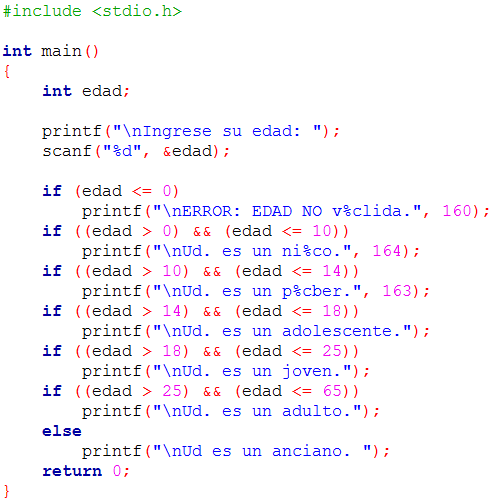 #include <stdio.h>

int main()
{
    int edad;

    printf("\nIngrese su edad: ");
    scanf("%d", &edad);

    if (edad <= 0)
        printf("\nERROR: EDAD NO v%clida.", 160);
    if ((edad > 0) && (edad <= 10))
        printf("\nUd. es un ni%co.", 164);
    if ((edad > 10) && (edad <= 14))
        printf("\nUd. es un p%cber.", 163);
    if ((edad > 14) && (edad <= 18))
        printf("\nUd. es un adolescente.");
    if ((edad > 18) && (edad <= 25))
        printf("\nUd. es un joven.");
    if ((edad > 25) && (edad <= 65))
        printf("\nUd. es un adulto.");
    else
        printf("\nUd es un anciano. ");
    return 0;
}